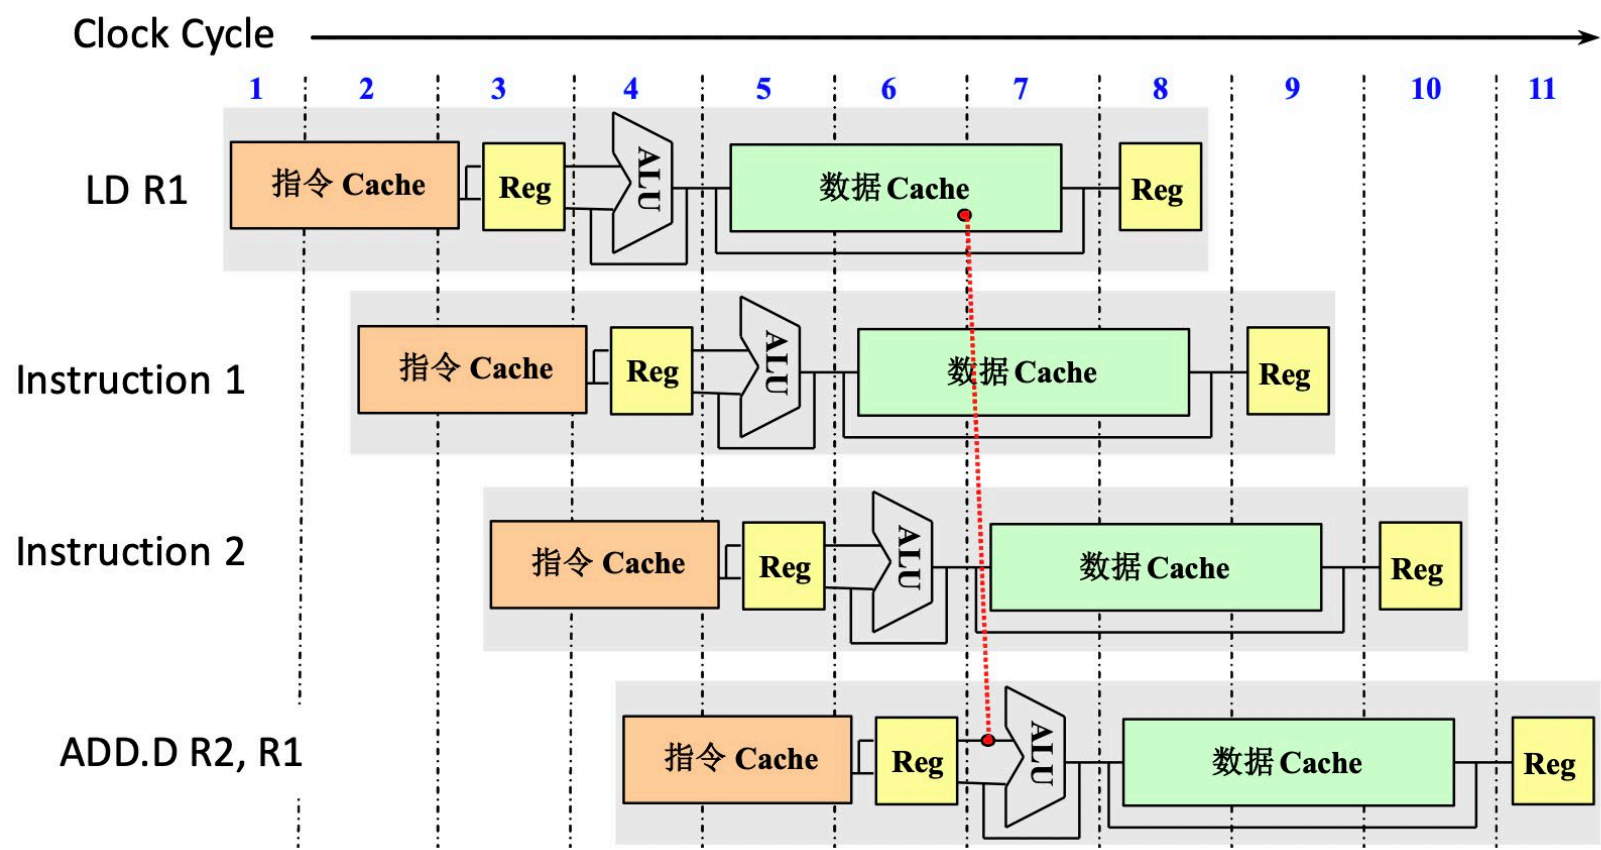 Clock Cycle
1 2 3 4 5 6 7 8 9 10 11
LD R1 指令 Cache Reg ALU 数据 Cache Reg
Instruction 1 指令 Cache Reg ALU 数据 Cache Reg
Instruction 2 指令 Cache Reg ALU 数据 Cache Reg
ADD.D R2, R1 指令 Cache Reg ALU 数据 Cache Reg